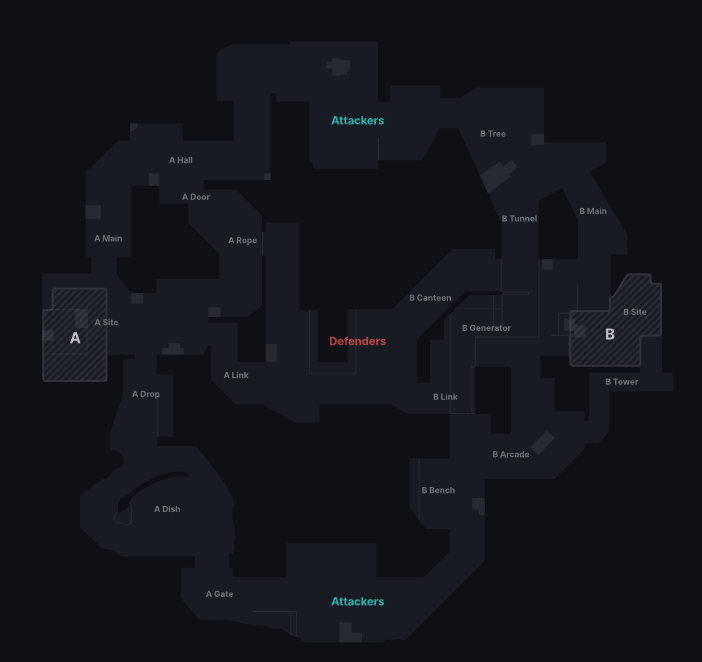 Attackers
B Tree
A Hall
A Door
B Main
B Tunnel
A Main
A Rope
B Canteen
B Site
A Site
B Generator
B
A
Defenders
A Link
B Tower
A Drop
B Link
B Arcade
B Bench
A Dish
A Gate
Attackers